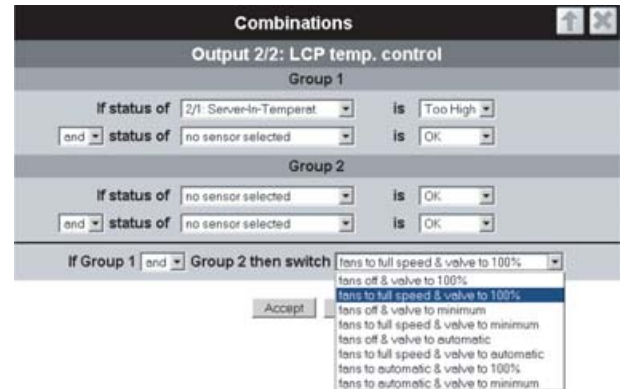 Combinations
Output 2/2: LCP temp. control
Group 1
If status of 2/1: Server-In-Temperat is Too High
and status of no sensor selected is OK
Group 2
If status of no sensor selected is OK
and status of no sensor selected is OK
If Group 1 and Group 2 then switch fans to full speed & valve to 100%
fans off & valve to 100%
fans to full speed & valve to 100%
fans off & valve to minimum
fans to full speed & valve to minimum
fans off & valve to automatic
fans to full speed & valve to automatic
fans to automatic & valve to 100%
fans to automatic & valve to minimum
Accept